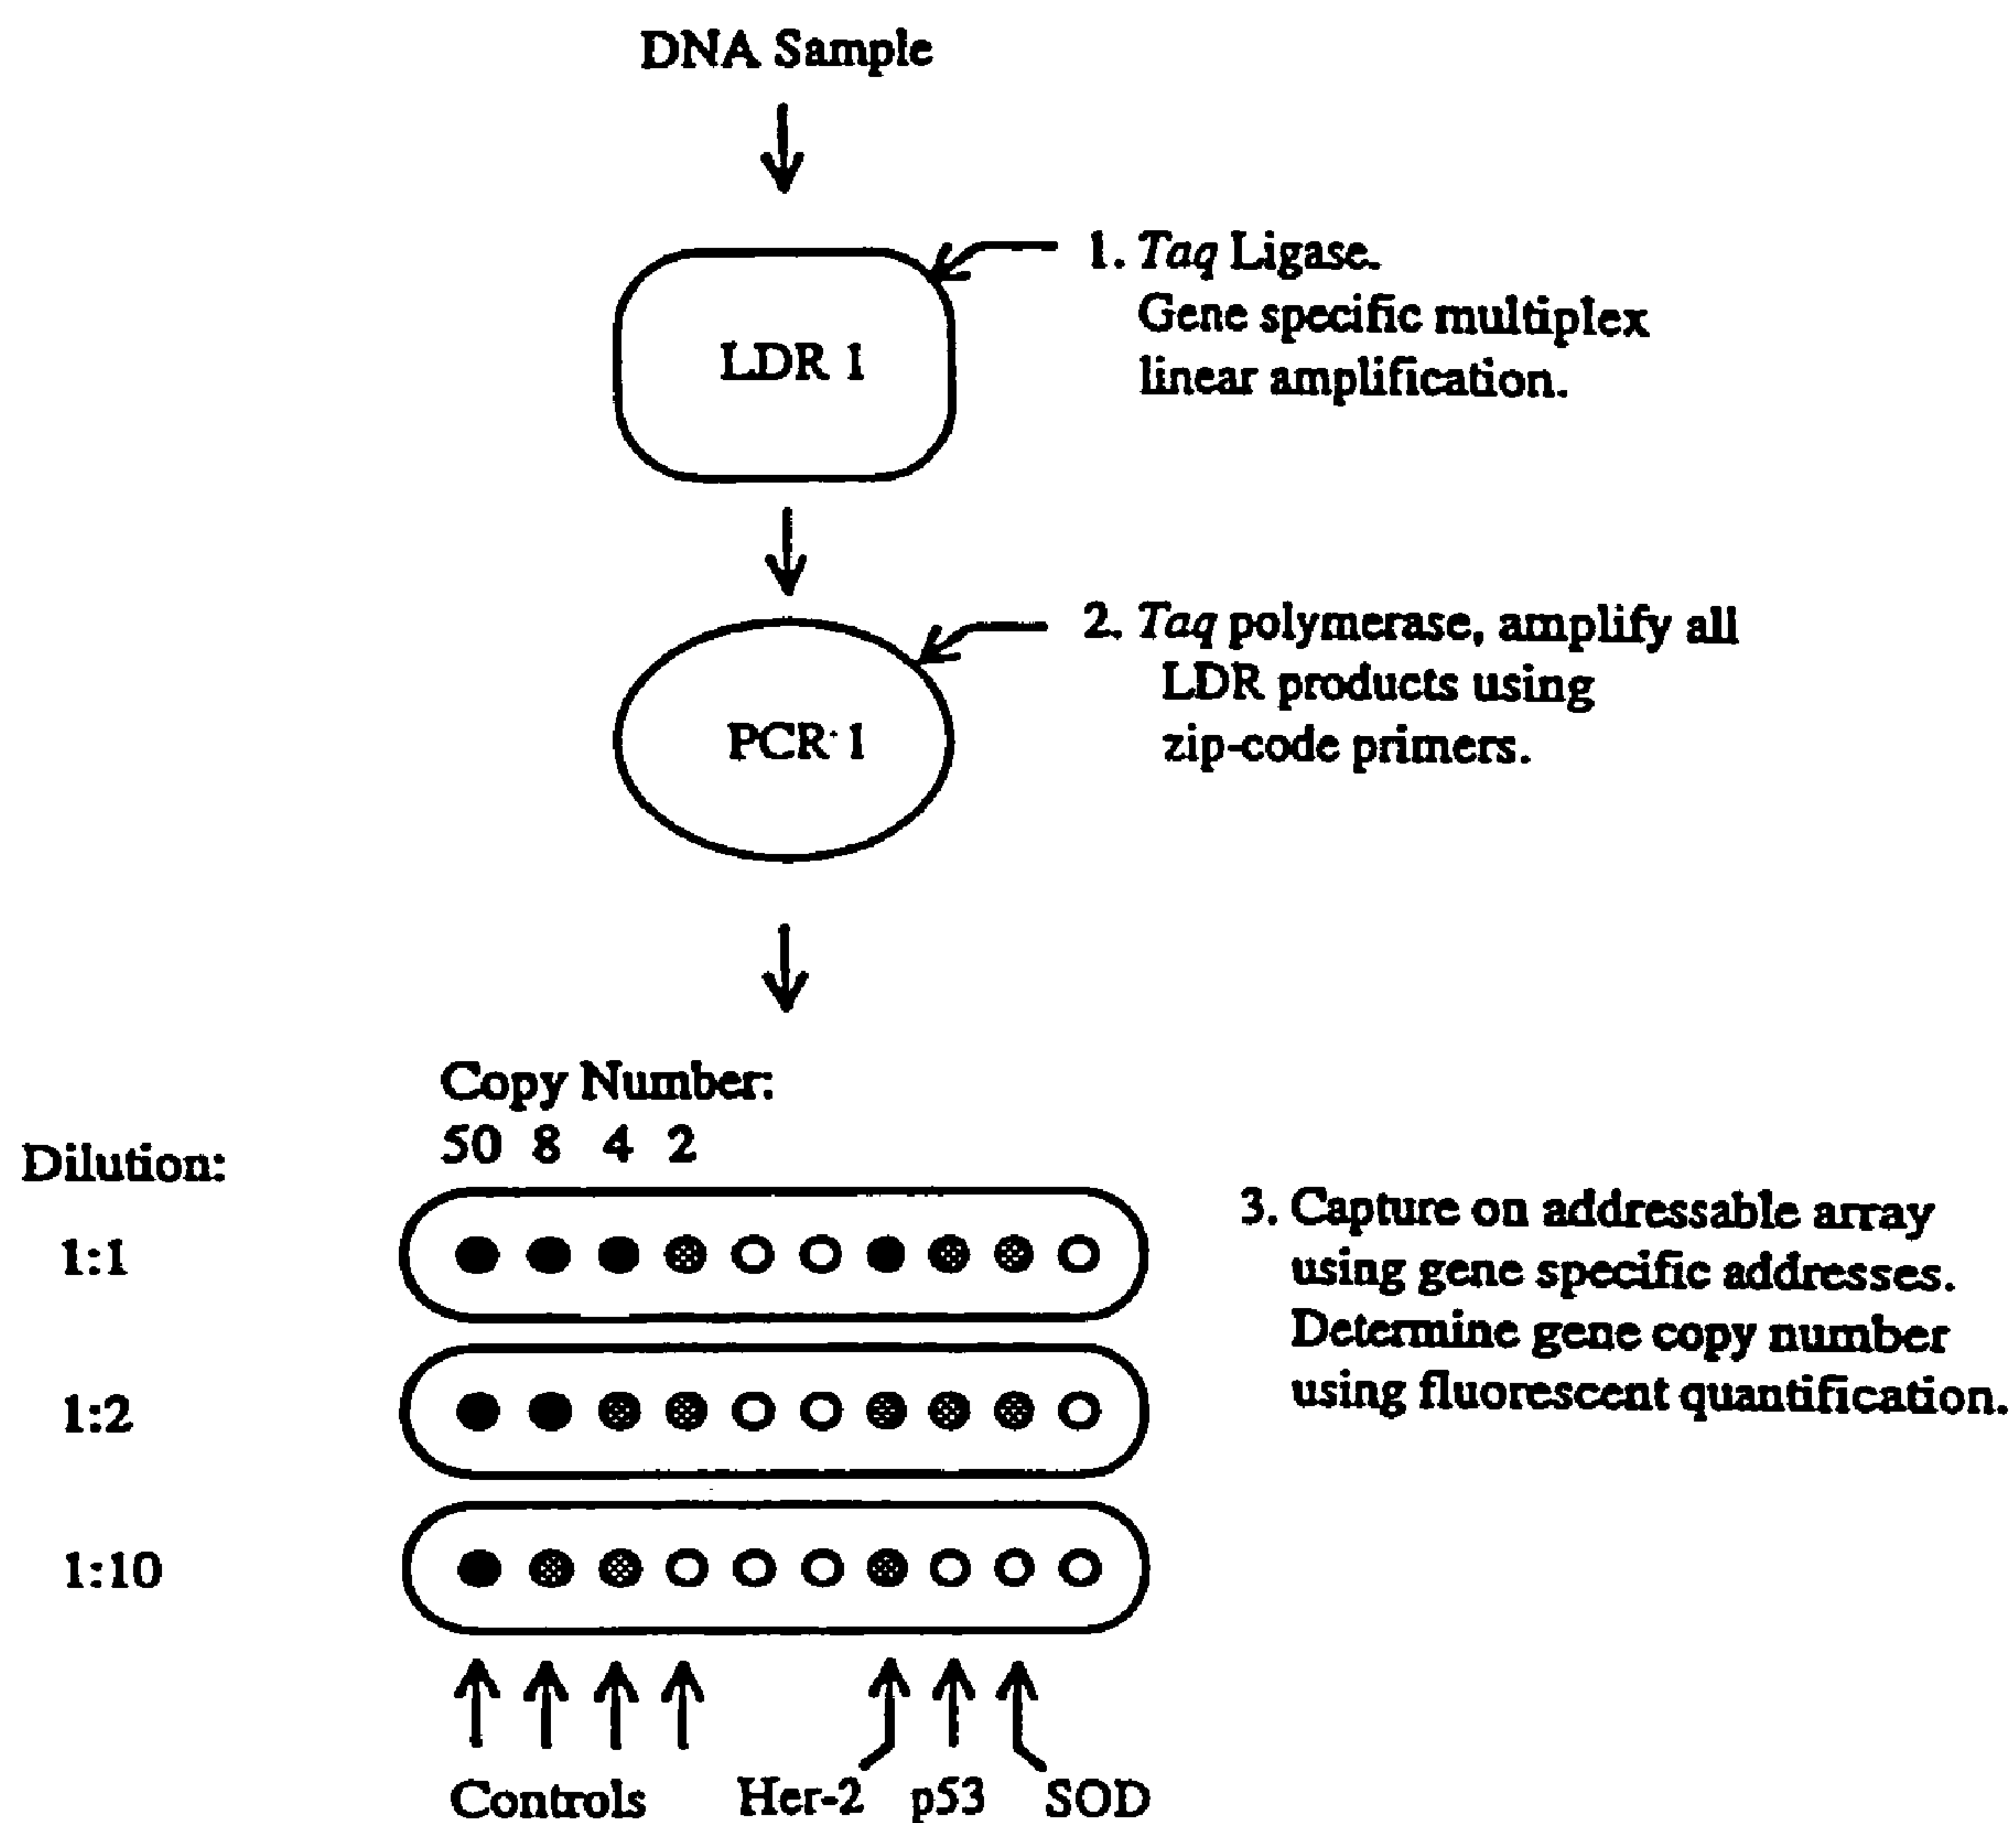 DNA Sample
1. Taq Ligase.
Gene specific multiplex
linear amplification.
LDR 1
2. Taq polymerase, amplify all
LDR products using
zip-code primers.
PCR 1
Copy Number:
50 8 4 2
Dilution:
1:1
1:2
1:10
3. Capture on addressable array
using gene specific addresses.
Determine gene copy number
using fluorescent quantification.
Controls Her-2 p53 SOD